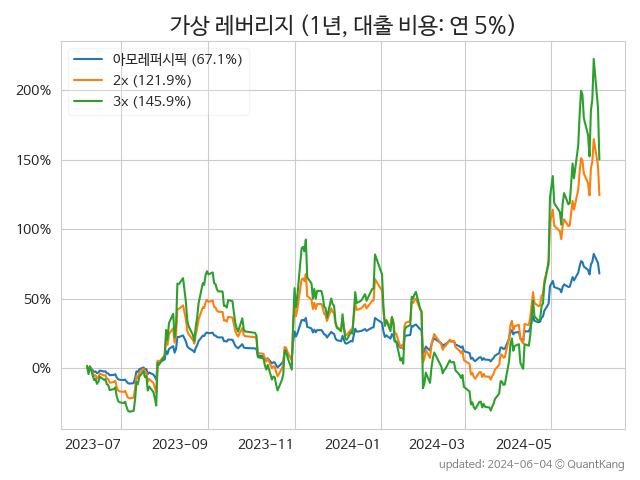 가상 레버리지 (1년, 대출 비용: 연 5%)
아모레퍼시픽 (67.1%)
2x (121.9%)
3x (145.9%)
200%
150%
100%
50%
0%
2023-07 2023-09 2023-11 2024-01 2024-03 2024-05
updated: 2024-06-04 © QuantKang